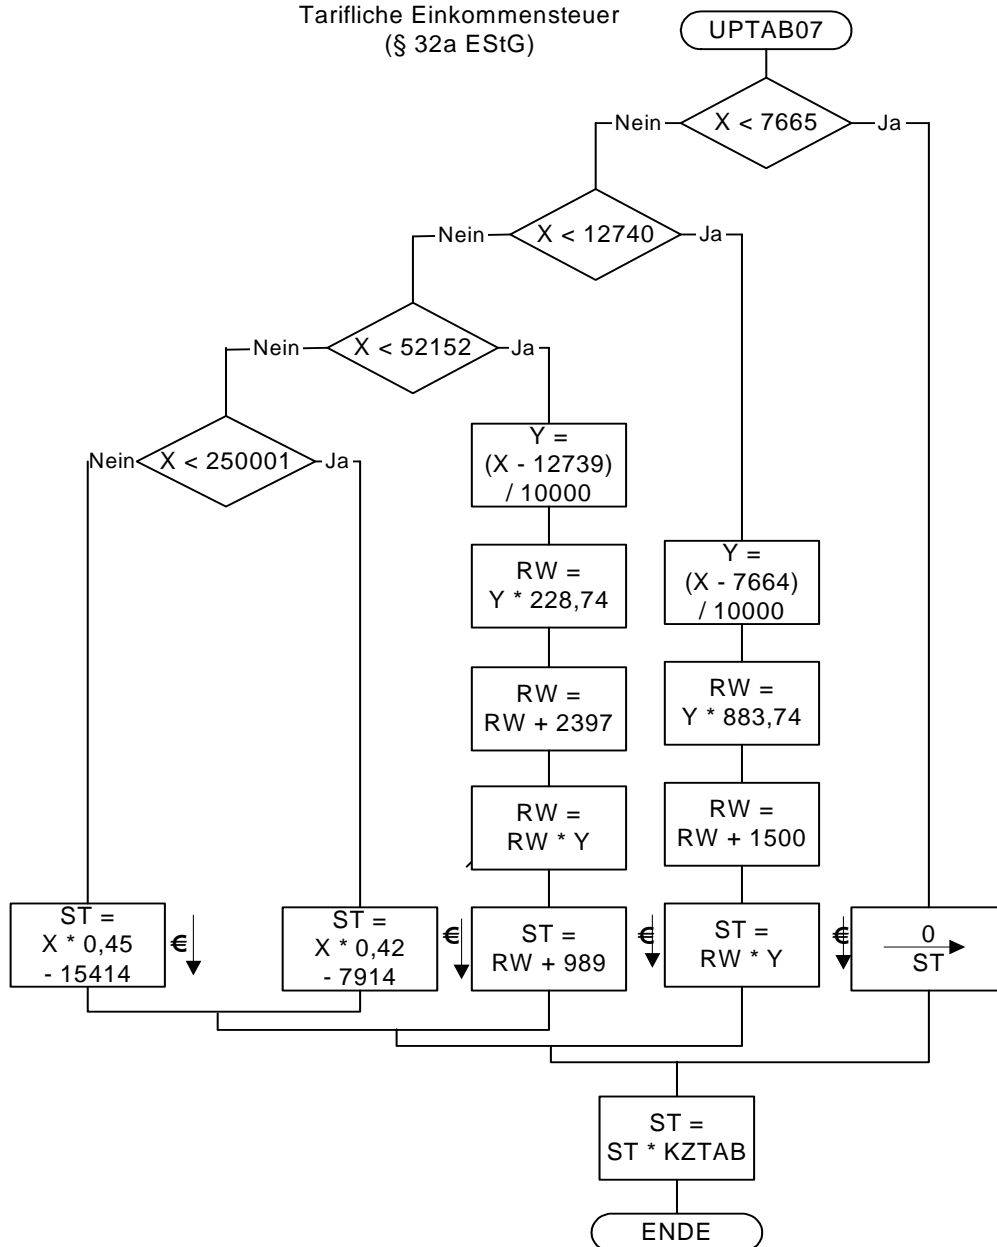 Tarifliche Einkommensteuer
(§ 32a EStG)
UPTAB07
Nein
X < 7665
Ja
Nein
X < 12740
Ja
Nein
X < 52152
Ja
Nein
X < 250001
Ja
Y =
(X - 12739)
/ 10000
RW =
Y * 228,74
RW =
RW + 2397
RW =
RW * Y
Y =
(X - 7664)
/ 10000
RW =
Y * 883,74
RW =
RW + 1500
ST =
X * 0,45
- 15414
€
ST =
X * 0,42
- 7914
€
ST =
RW + 989
€
ST =
RW * Y
€
0
ST
ST =
ST * KZTAB
ENDE